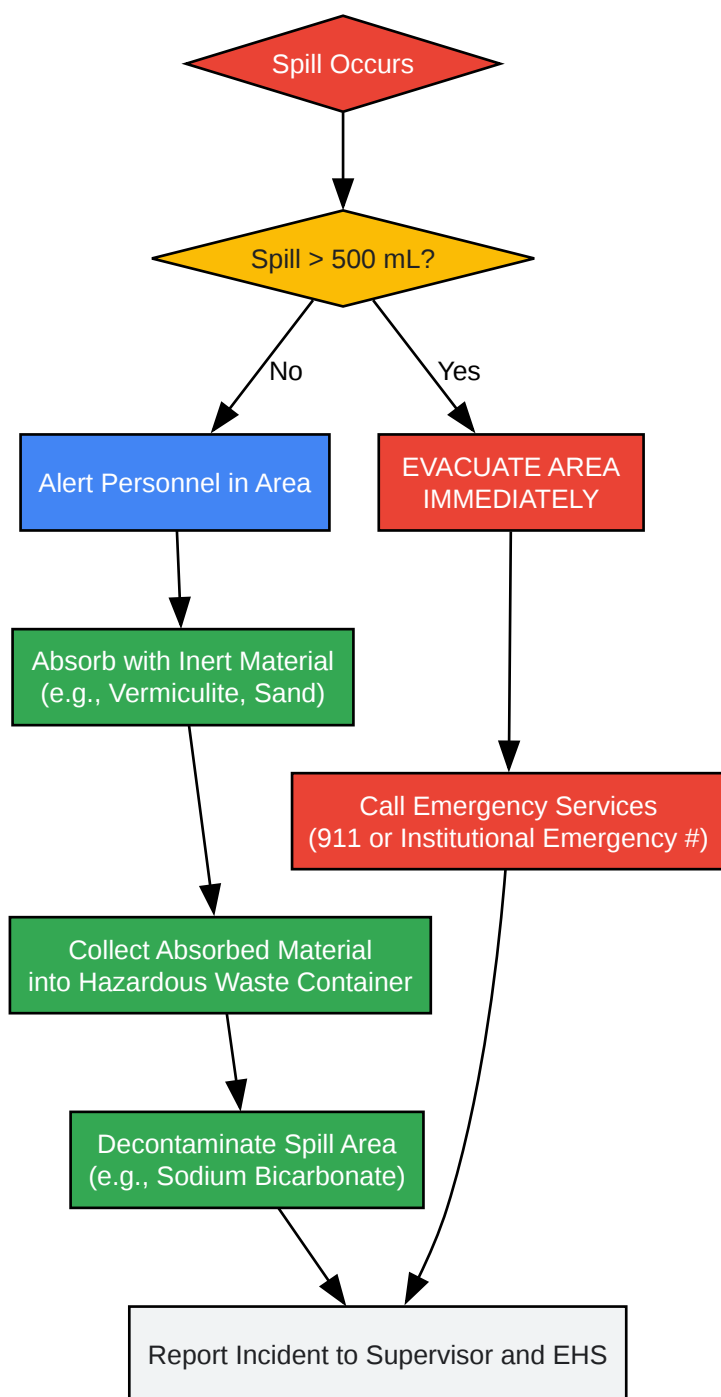 Spill Occurs
Spill > 500 mL?
No
Yes
Alert Personnel in Area
EVACUATE AREA
IMMEDIATELY
Absorb with Inert Material
(e.g., Vermiculite, Sand)
Call Emergency Services
(911 or Institutional Emergency #)
Collect Absorbed Material
into Hazardous Waste Container
Decontaminate Spill Area
(e.g., Sodium Bicarbonate)
Report Incident to Supervisor and EHS